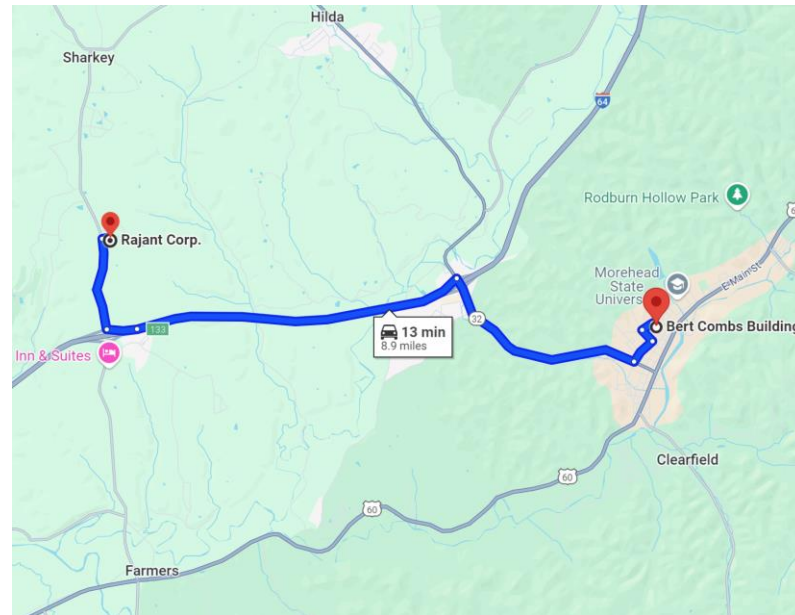 Hilda
Sharkey
64
Rodburn Hollow Park
Rajant Corp.
Morehead
State
Univers
E Main St
32
133
13 min
8.9 miles
Bert Combs Building
Inn & Suites
Clearfield
60
60
Farmers